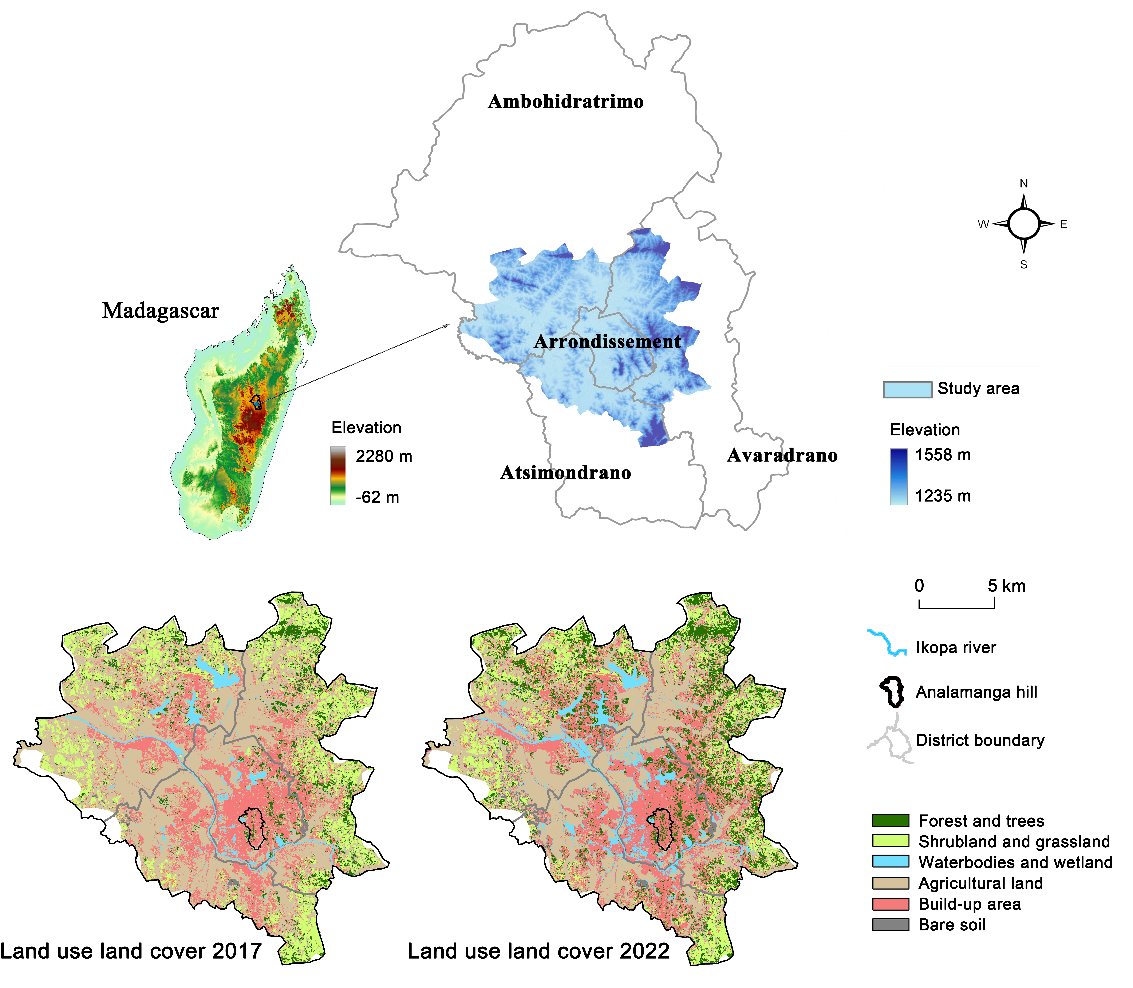 Ambohidratrimo
N
W
E
S
Madagascar
Arrondissement
Study area
Elevation
2280 m
-62 m
Elevation
1558 m
1235 m
Avaradrano
Atsimondrano
0 5 km
Ikopa river
Analamanga hill
District boundary
Forest and trees
Shrubland and grassland
Waterbodies and wetland
Agricultural land
Build-up area
Bare soil
Land use land cover 2017
Land use land cover 2022